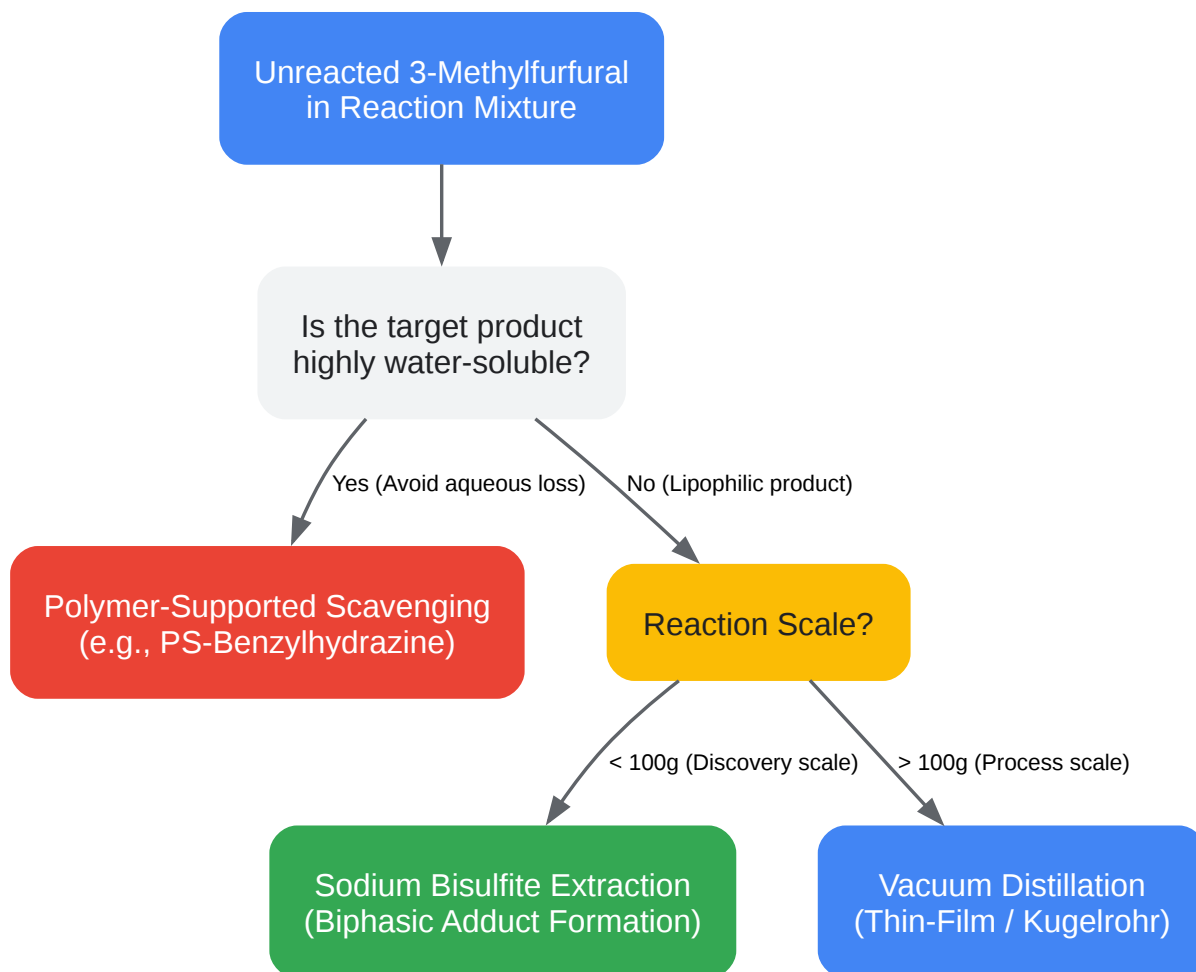 Unreacted 3-Methylfurfural
in Reaction Mixture
Is the target product
highly water-soluble?
Yes (Avoid aqueous loss)
No (Lipophilic product)
Polymer-Supported Scavenging
(e.g., PS-Benzylhydrazine)
Reaction Scale?
< 100g (Discovery scale)
> 100g (Process scale)
Sodium Bisulfite Extraction
(Biphasic Adduct Formation)
Vacuum Distillation
(Thin-Film / Kugelrohr)